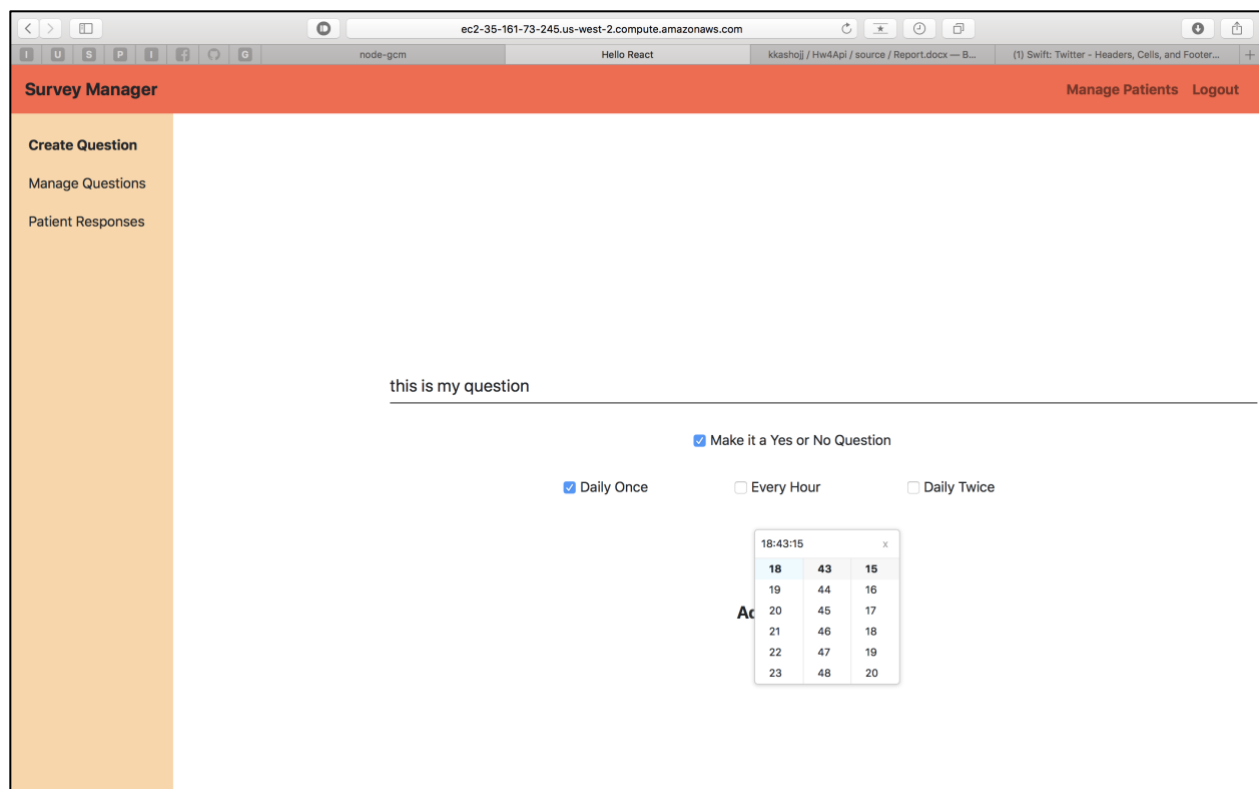 ec2-35-161-73-245.us-west-2.compute.amazonaws.com
I U S P I G node-gcm Hello React kkashojj / Hw4Api / source / Report.docx — B... (1) Swift: Twitter - Headers, Cells, and Footer...
Survey Manager Manage Patients Logout
Create Question
Manage Questions
Patient Responses
this is my question
Make it a Yes or No Question
Daily Once Every Hour Daily Twice
18:43:15 x
18 43 15
19 44 16
20 45 17
21 46 18
22 47 19
23 48 20